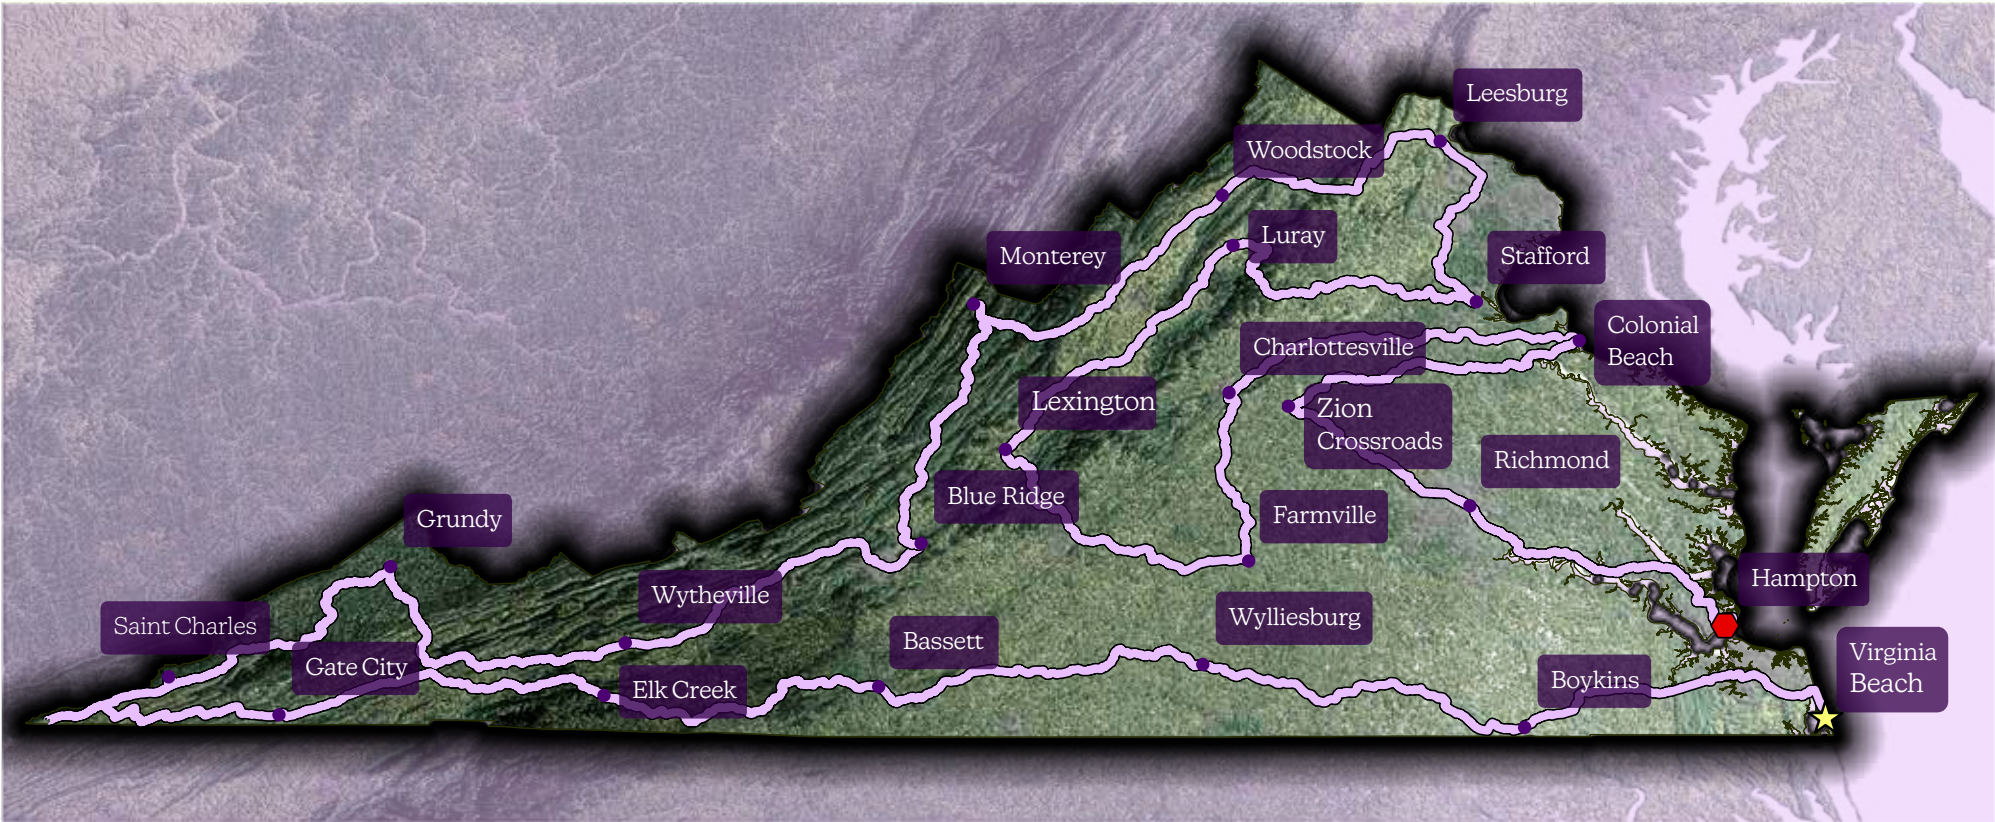 Leesburg
Woodstock
Luray
Monterey
Stafford
Colonial
Beach
Charlottesville
Lexington
Zion
Crossroads
Richmond
Blue Ridge
Farmville
Grundy
Hampton
Wytheville
Saint Charles
Wylliesburg
Bassett
Gate City
Elk Creek
Boykins
Virginia
Beach